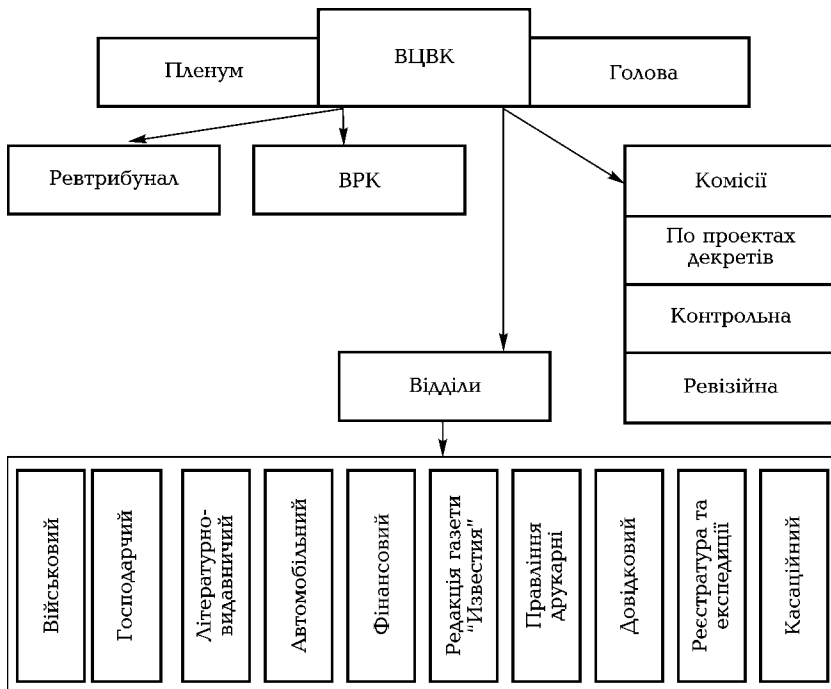 Пленум
ВЦВК
Голова
Ревтрибунал
ВРК
Комісії
По проектах
декретів
Контрольна
Ревізійна
Відділи
Військовий
Господарчий
Літературно-
видавничий
Автомобільний
Фінансовий
Редакція газети
“Известия”
Правління
друкарні
Довідковий
Реєстратура та
експедиції
Касаційний